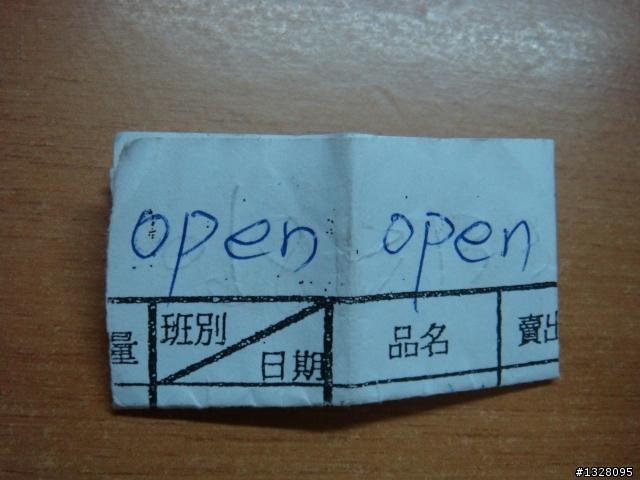 open open
量 班別 日期 品名 賣出
#1328095